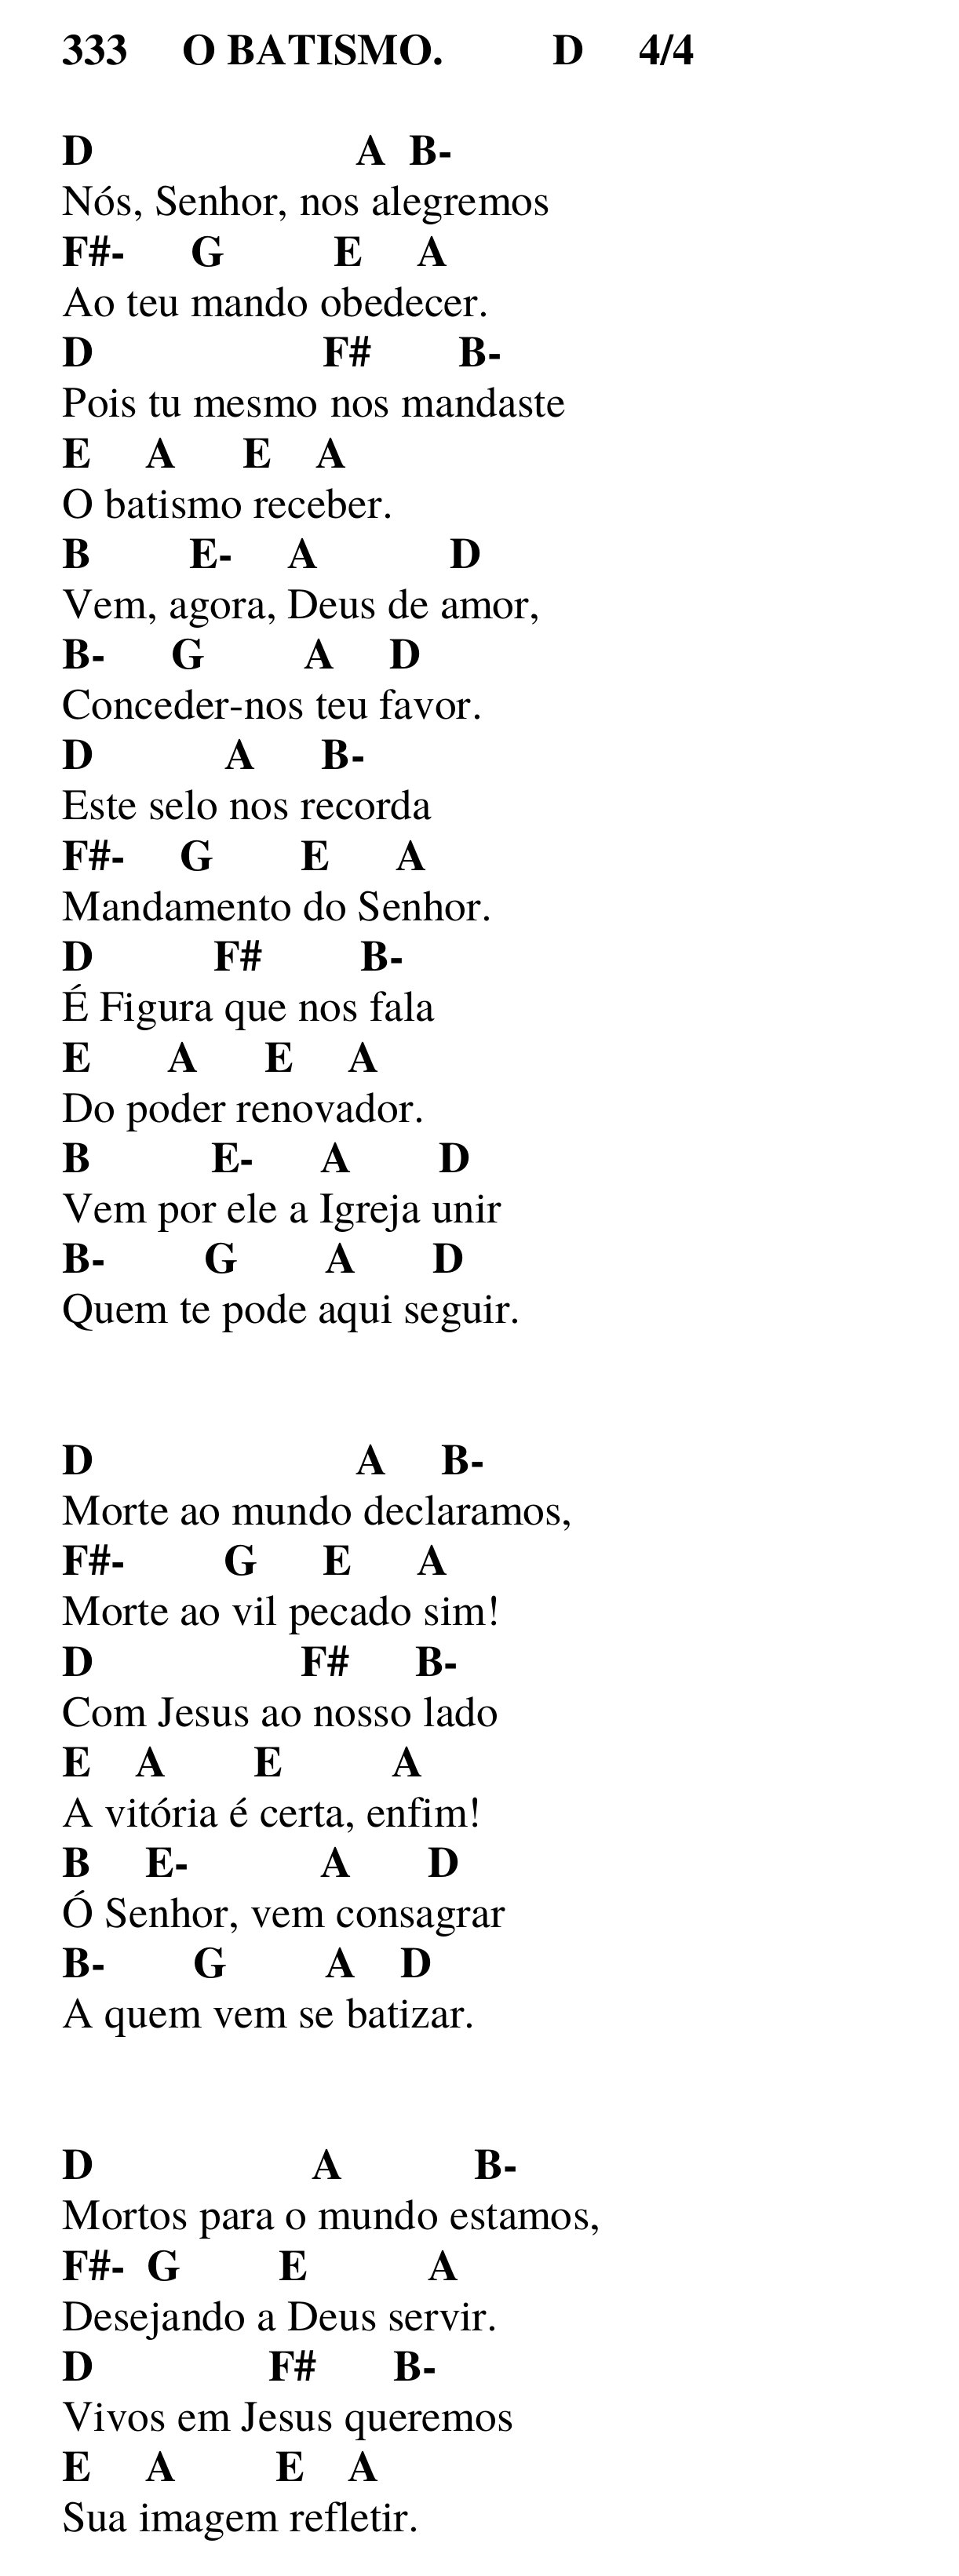 333     O BATISMO.          D     4/4
D                        A  B-
Nós, Senhor, nos alegremos
F#-      G          E     A
Ao teu mando obedecer.
D                     F#        B-
Pois tu mesmo nos mandaste
E     A      E    A
O batismo receber.
B         E-     A            D
Vem, agora, Deus de amor,
B-      G         A     D
Conceder-nos teu favor.
D            A      B-
Este selo nos recorda
F#-     G        E      A
Mandamento do Senhor.
D           F#         B-
É Figura que nos fala
E       A      E     A
Do poder renovador.
B           E-      A        D
Vem por ele a Igreja unir
B-         G        A       D
Quem te pode aqui seguir.
D                        A     B-
Morte ao mundo declaramos,
F#-         G      E      A
Morte ao vil pecado sim!
D                   F#      B-
Com Jesus ao nosso lado
E    A        E          A
A vitória é certa, enfim!
B     E-            A       D
Ó Senhor, vem consagrar
B-        G         A    D
A quem vem se batizar.
D                    A            B-
Mortos para o mundo estamos,
F#-  G         E           A
Desejando a Deus servir.
D                F#       B-
Vivos em Jesus queremos
E     A         E    A
Sua imagem refletir.